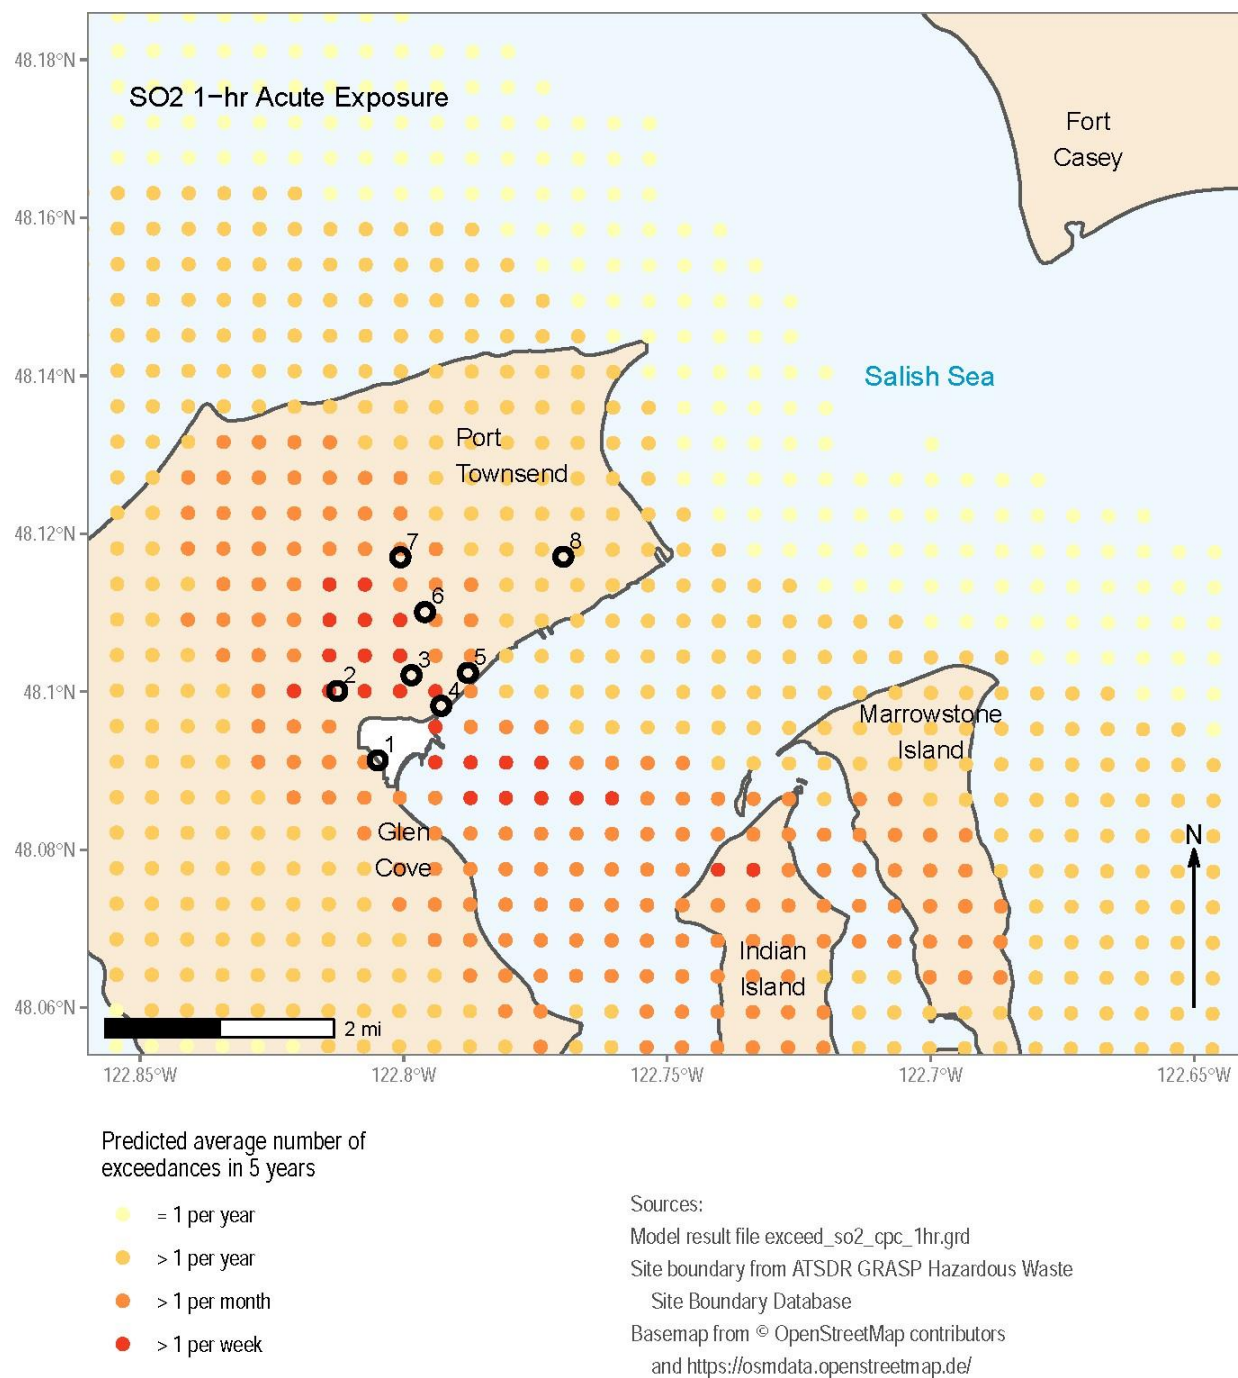 48.18°N
SO2 1-hr Acute Exposure
Fort
Casey
48.16°N
48.14°N
Salish Sea
Port
Townsend
48.12°N
7
8
6
48.1°N
2
3
5
4
Marrowstone
Island
1
48.08°N
Glen
Cove
N
Indian
Island
48.06°N
2 mi
122.85°W
122.8°W
122.75°W
122.7°W
122.65°W
Predicted average number of
exceedances in 5 years
= 1 per year
> 1 per year
> 1 per month
> 1 per week
Sources:
Model result file exceed_so2_cpc_1hr.grd
Site boundary from ATSDR GRASP Hazardous Waste
Site Boundary Database
Basemap from © OpenStreetMap contributors
and https://osmdata.openstreetmap.de/